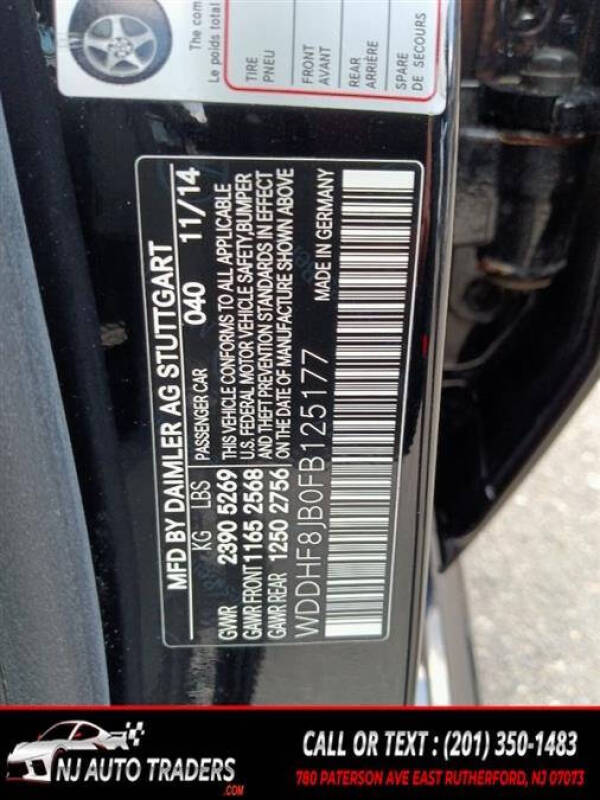 The com
Le poids total
TIRE
PNEU
FRONT
AVANT
REAR
ARRIÈRE
SPARE
DE SECOURS
MFD BY DAIMLER AG STUTTGART
040 11/14
KG LBS PASSENGER CAR
GVWR 2390 5269
GAWR FRONT 1165 2568
GAWR REAR 1250 2756
THIS VEHICLE CONFORMS TO ALL APPLICABLE
U.S. FEDERAL MOTOR VEHICLE SAFETY,BUMPER
AND THEFT PREVENTION STANDARDS IN EFFECT
ON THE DATE OF MANUFACTURE SHOWN ABOVE
WDDHF8JB0FB125177
MADE IN GERMANY
NJ AUTO TRADERS
.COM
CALL OR TEXT : (201) 350-1483
780 PATERSON AVE EAST RUTHERFORD, NJ 07073